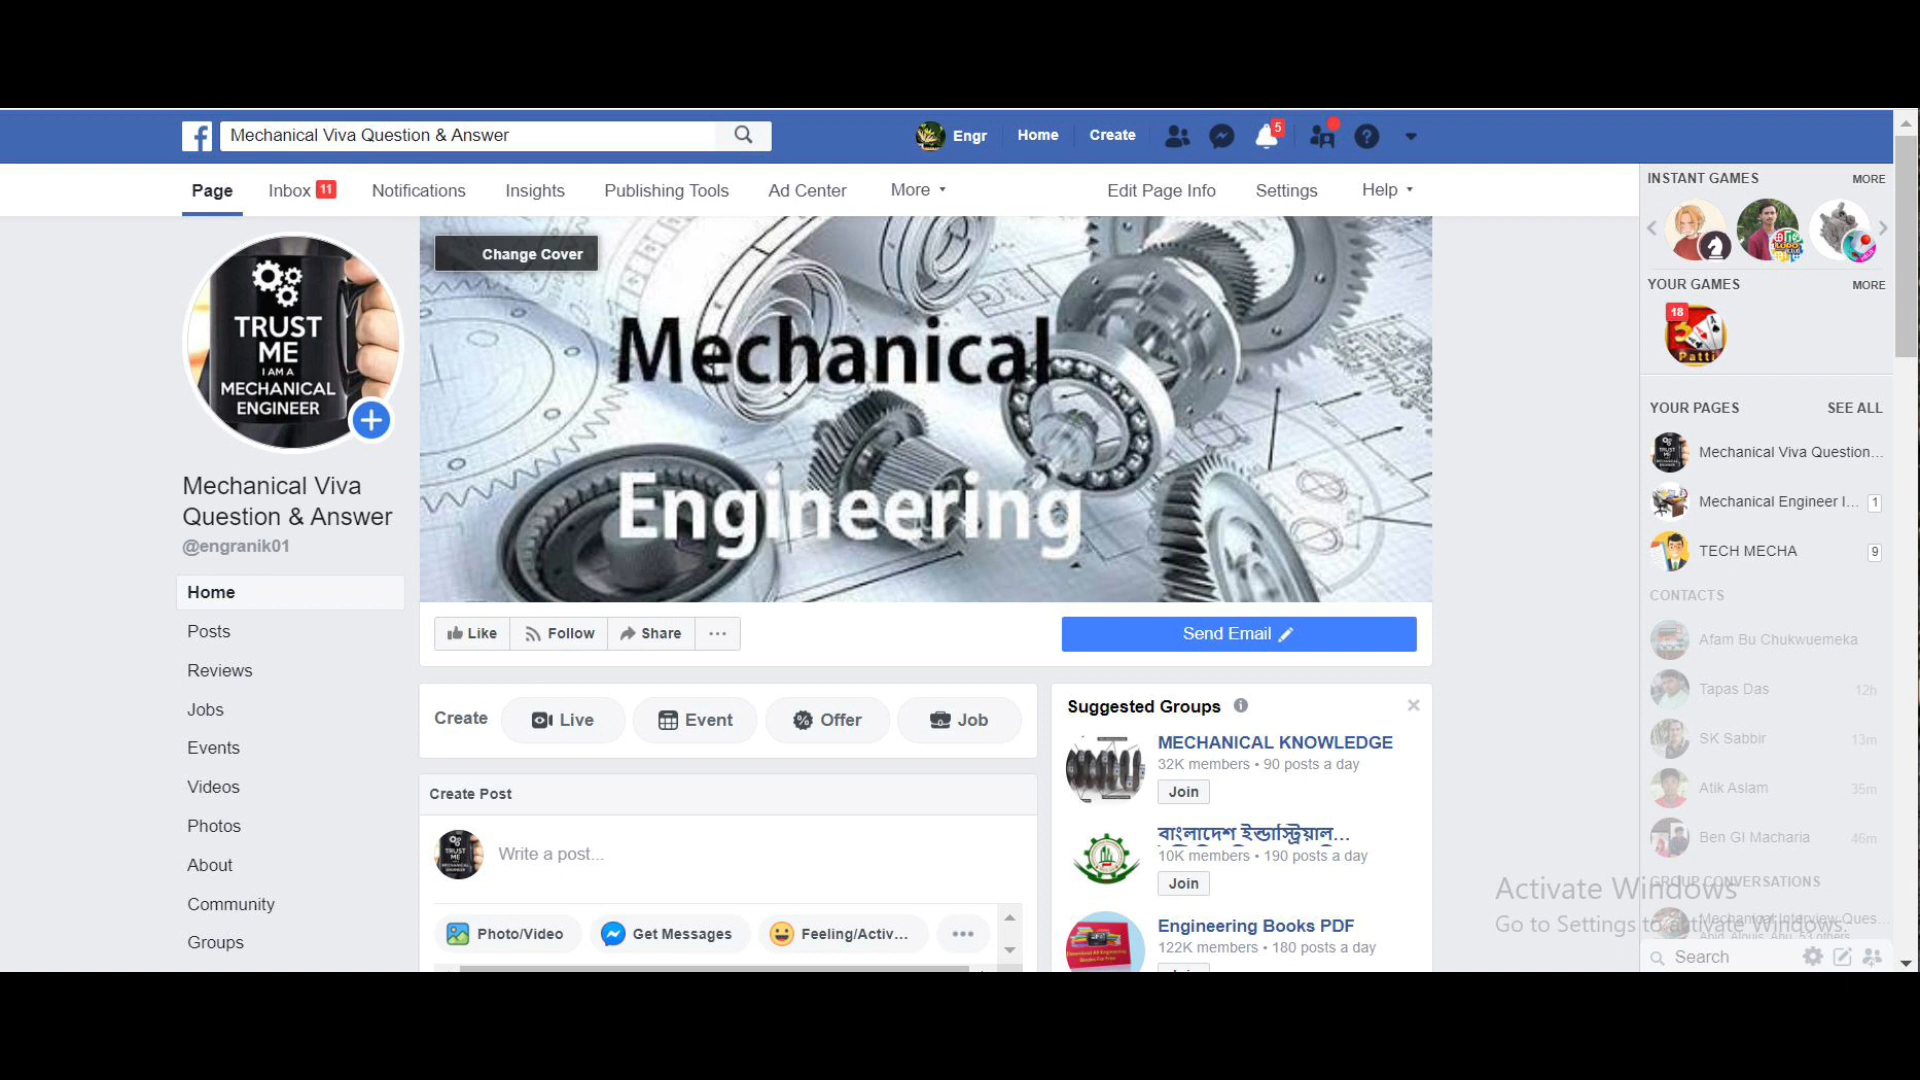 Mechanical Viva Question & Answer
Engr
Home
Create
5
Page
Inbox 11
Notifications
Insights
Publishing Tools
Ad Center
More
Edit Page Info
Settings
Help
TRUST
ME
I AM A
MECHANICAL
ENGINEER
Mechanical Viva
Question & Answer
@engranik01
Home
Posts
Reviews
Jobs
Events
Videos
Photos
About
Community
Groups
Change Cover
Mechanical
Engineering
Like
Follow
Share
Send Email
Create
Live
Event
Offer
Job
Create Post
Write a post...
Photo/Video
Get Messages
Feeling/Activ...
Suggested Groups
MECHANICAL KNOWLEDGE
32K members • 90 posts a day
Join
বাংলাদেশ ইন্ডাস্ট্রিয়াল...
10K members • 190 posts a day
Join
Engineering Books PDF
122K members • 180 posts a day
INSTANT GAMES
MORE
YOUR GAMES
MORE
18
3
Patti
YOUR PAGES
SEE ALL
Mechanical Viva Question...
Mechanical Engineer I... 1
TECH MECHA 9
CONTACTS
Afam Bu Chukwuemeka
Tapas Das 12h
SK Sabbir 13m
Atik Aslam 35m
Ben GI Macharia 46m
GROUP CONVERSATIONS
Mechanical Interview Ques...
Activate Windows
Go to Settings to activate Windows.
Search